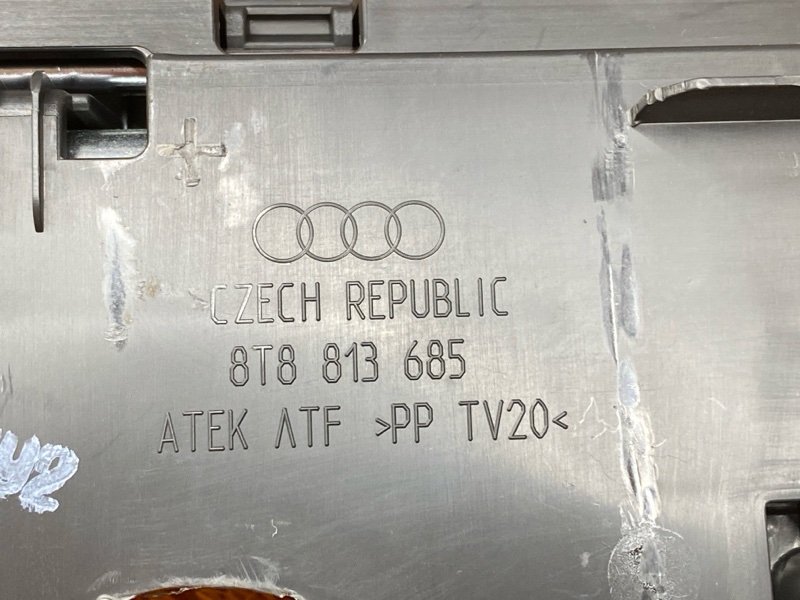 CZECH REPUBLIC
8T8 813 685
ATEK ATF >PP TV20<